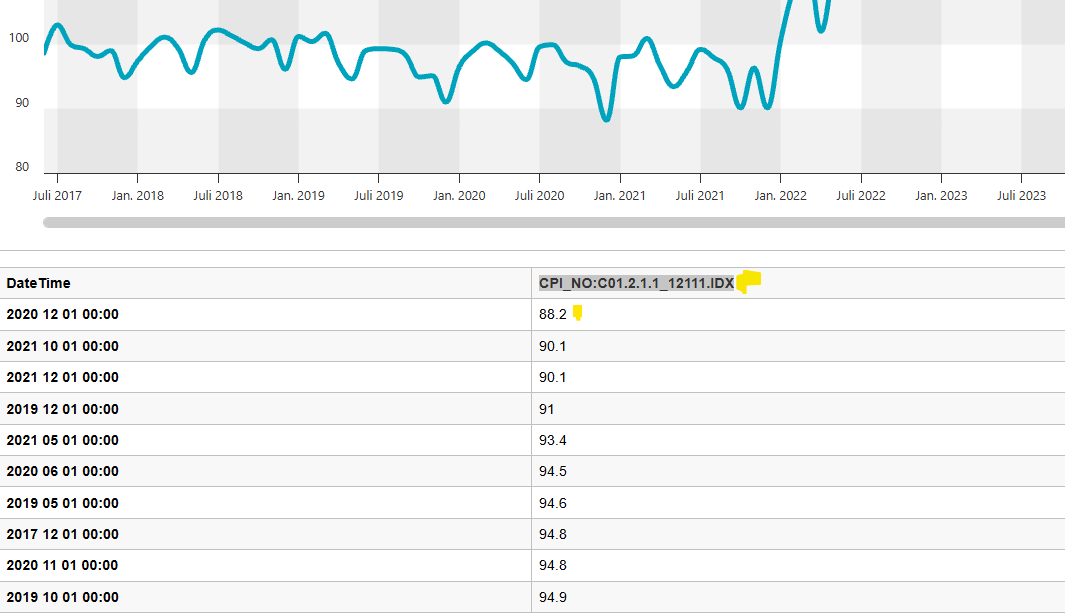 100
90
80
Juli 2017 Jan. 2018 Juli 2018 Jan. 2019 Juli 2019 Jan. 2020 Juli 2020 Jan. 2021 Juli 2021 Jan. 2022 Juli 2022 Jan. 2023 Juli 2023
DateTime CPI_NO:C01.2.1.1_12111.IDX
2020 12 01 00:00 88.2
2021 10 01 00:00 90.1
2021 12 01 00:00 90.1
2019 12 01 00:00 91
2021 05 01 00:00 93.4
2020 06 01 00:00 94.5
2019 05 01 00:00 94.6
2017 12 01 00:00 94.8
2020 11 01 00:00 94.8
2019 10 01 00:00 94.9